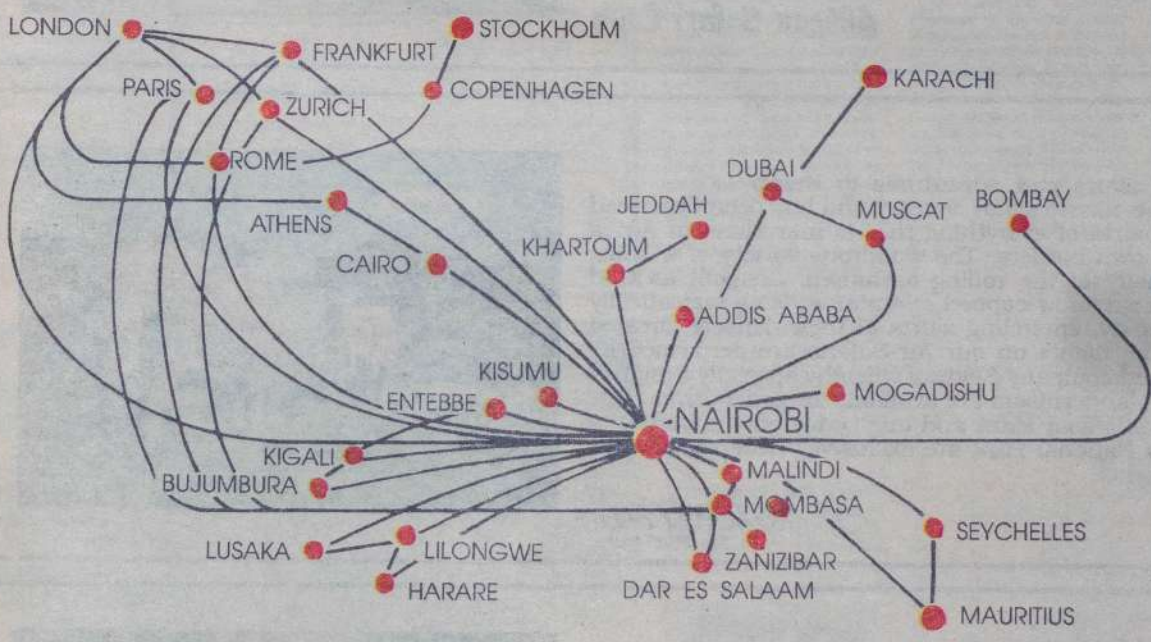 LONDON
FRANKFURT
STOCKHOLM
PARIS
ZURICH
COPENHAGEN
KARACHI
ROME
DUBAI
ATHENS
JEDDAH
MUSCAT
BOMBAY
CAIRO
KHARTOUM
ADDIS ABABA
KISUMU
ENTEBBE
MOGADISHU
NAIROBI
KIGALI
MALINDI
BUJUMBURA
MOMBASA
LUSAKA
LILONGWE
SEYCHELLES
HARARE
ZANIZIBAR
DAR ES SALAAM
MAURITIUS